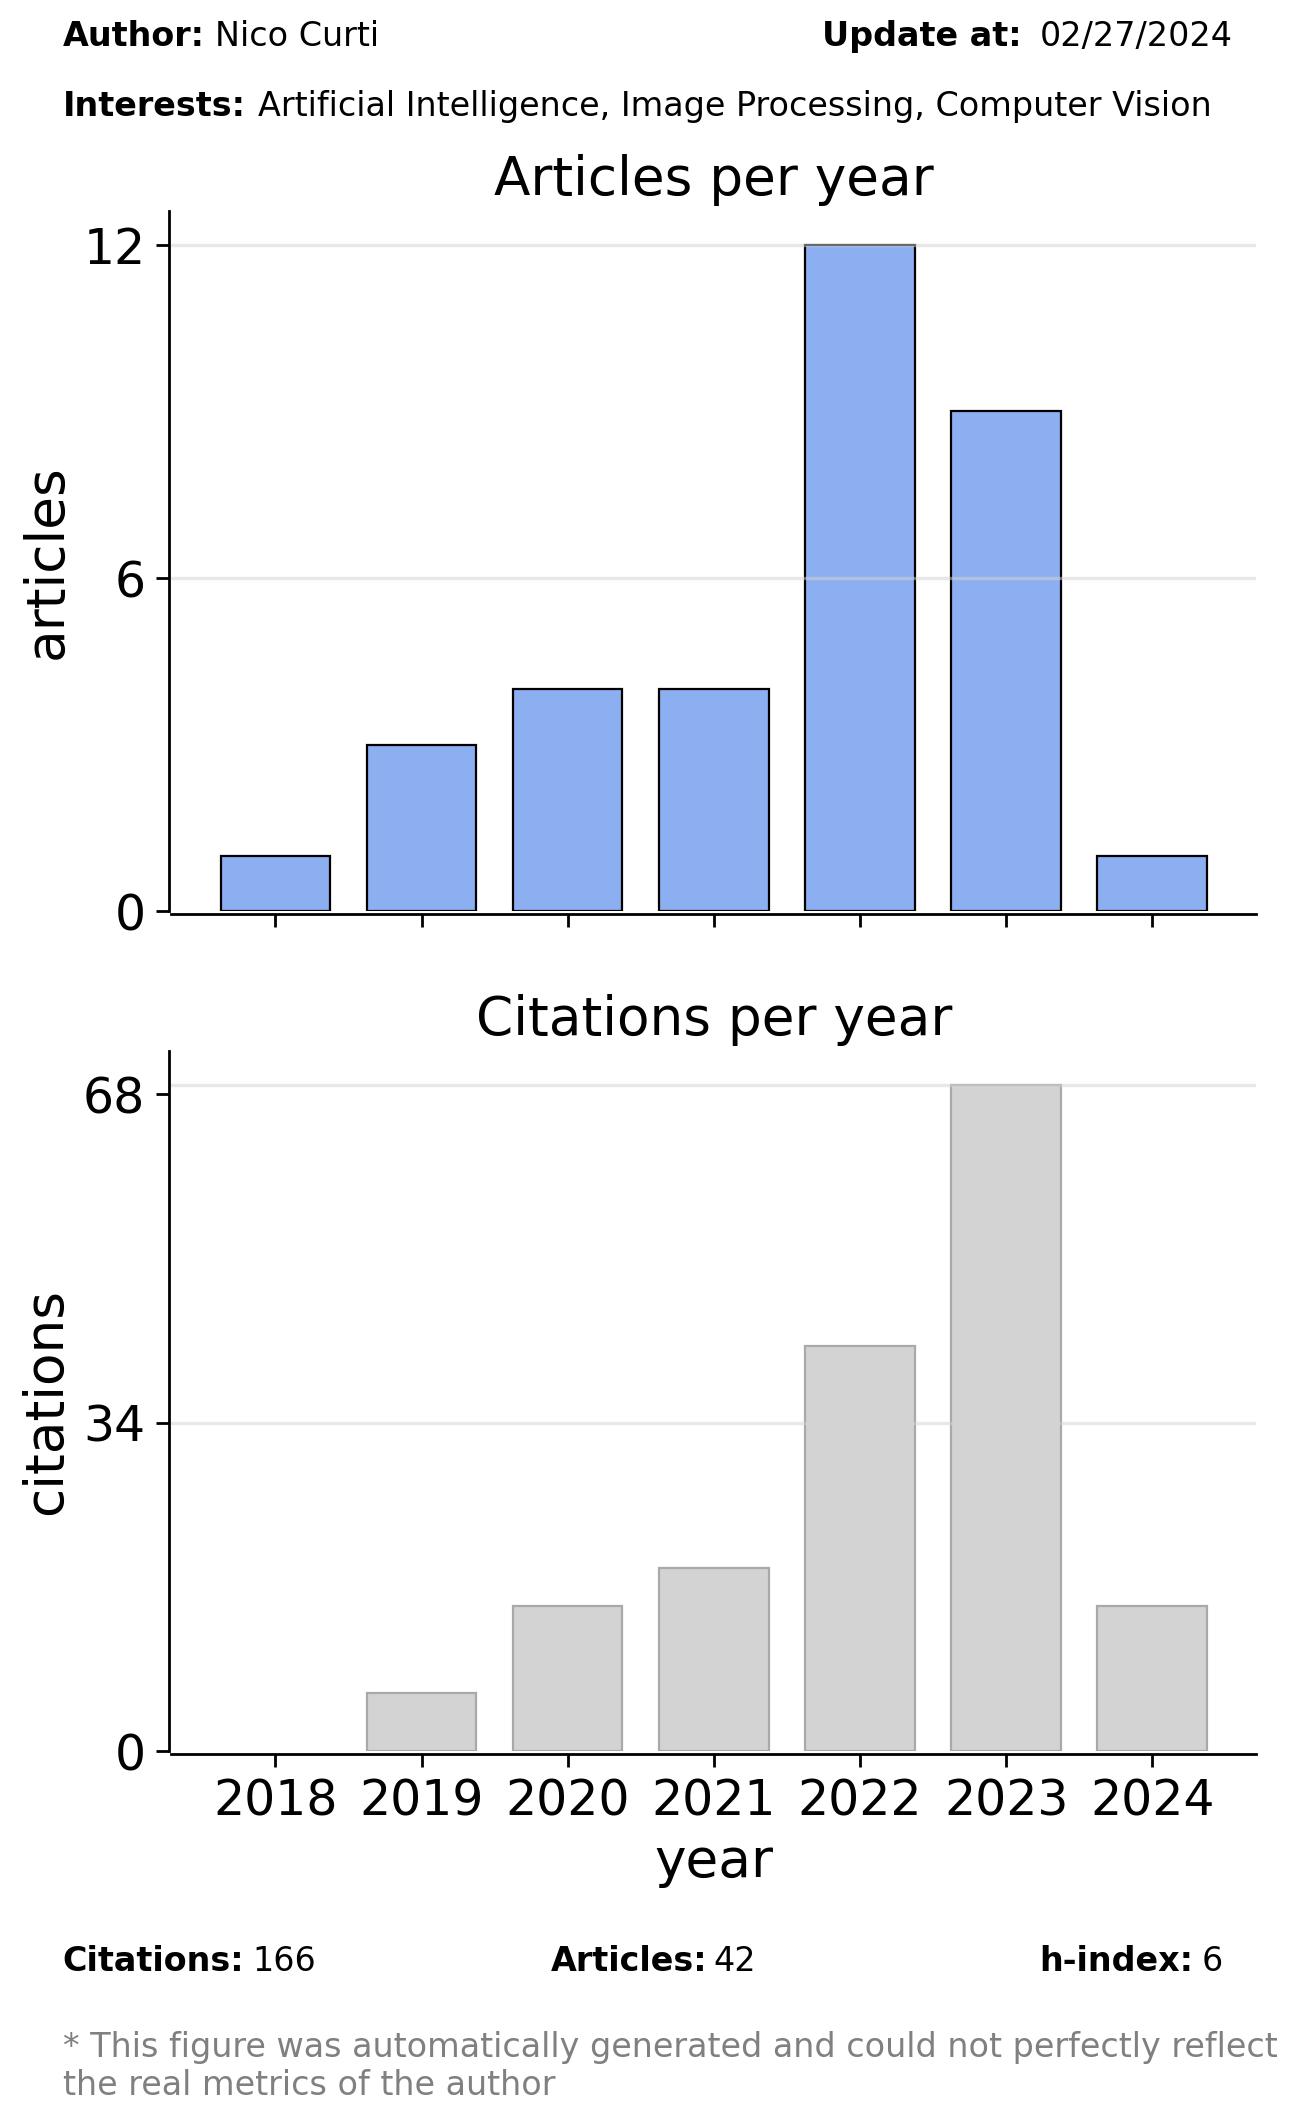 Author: Nico Curti Update at: 02/27/2024
Interests: Artificial Intelligence, Image Processing, Computer Vision
Articles per year
12
6
0
articles
Citations per year
68
34
0
citations
2018 2019 2020 2021 2022 2023 2024
year
Citations: 166 Articles: 42 h-index: 6
* This figure was automatically generated and could not perfectly reflect
the real metrics of the author